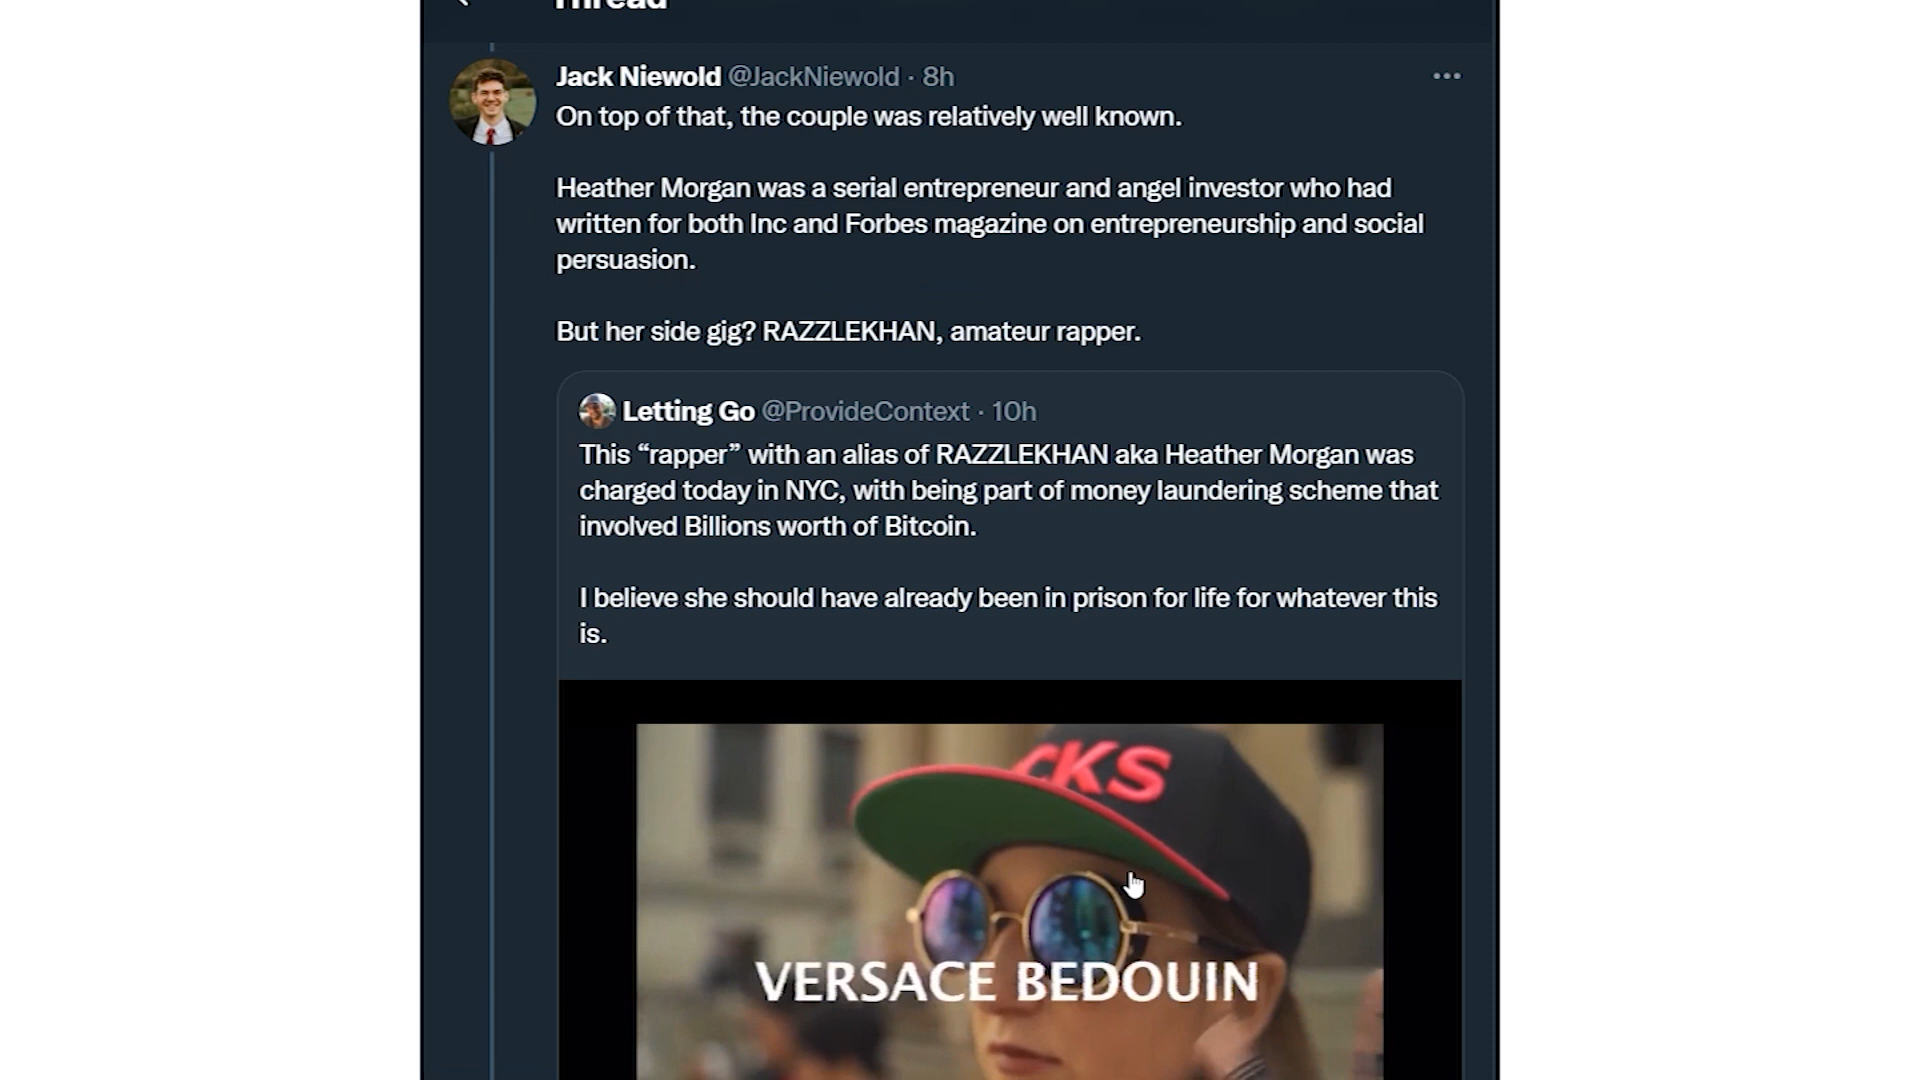 Thread
Jack Niewold @JackNiewold · 8h
On top of that, the couple was relatively well known.
Heather Morgan was a serial entrepreneur and angel investor who had
written for both Inc and Forbes magazine on entrepreneurship and social
persuasion.
But her side gig? RAZZLEKHAN, amateur rapper.
Letting Go @ProvideContext · 10h
This “rapper” with an alias of RAZZLEKHAN aka Heather Morgan was
charged today in NYC, with being part of money laundering scheme that
involved Billions worth of Bitcoin.
I believe she should have already been in prison for life for whatever this
is.
VERSACE BEDOUIN